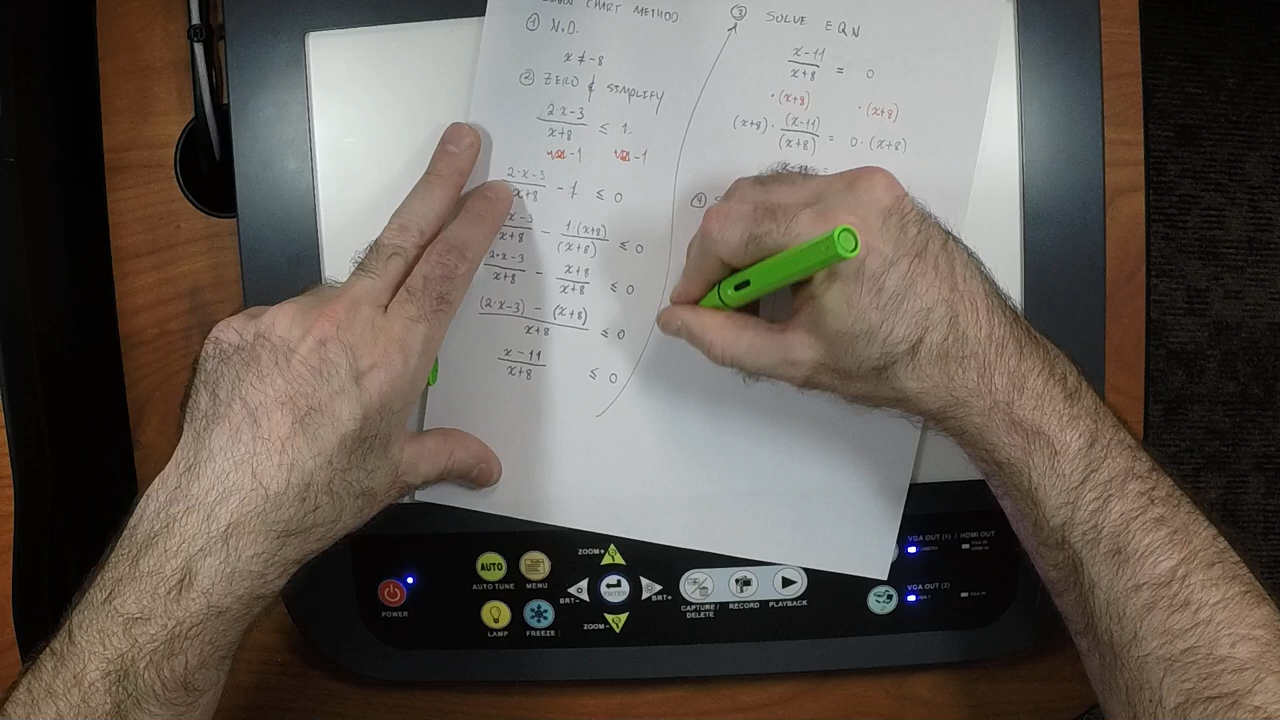 CHART METHOD.
① N.D.
x ≠ -8
② ZERO & SIMPLIFY
2·x-3 / x+8 ≤ 1
-1 -1
2·x-3 / x+8 - 1 ≤ 0
x-3 / x+8 - 1·(x+8) / (x+8) ≤ 0
2·x-3 / x+8 - x+8 / x+8 ≤ 0
(2·x-3) - (x+8) / x+8 ≤ 0
x-11 / x+8 ≤ 0
③ SOLVE EQN
x-11 / x+8 = 0
·(x+8) ·(x+8)
(x+8)· (x-11) / (x+8) = 0·(x+8)
x-11 =
④
ZOOM+
AUTO
AUTO TUNE
MENU
BRT-
ENTER
BRT+
CAPTURE / DELETE
RECORD
PLAYBACK
POWER
LAMP
FREEZE
ZOOM-
VGA OUT (1) / HDMI OUT
VGA OUT (2)